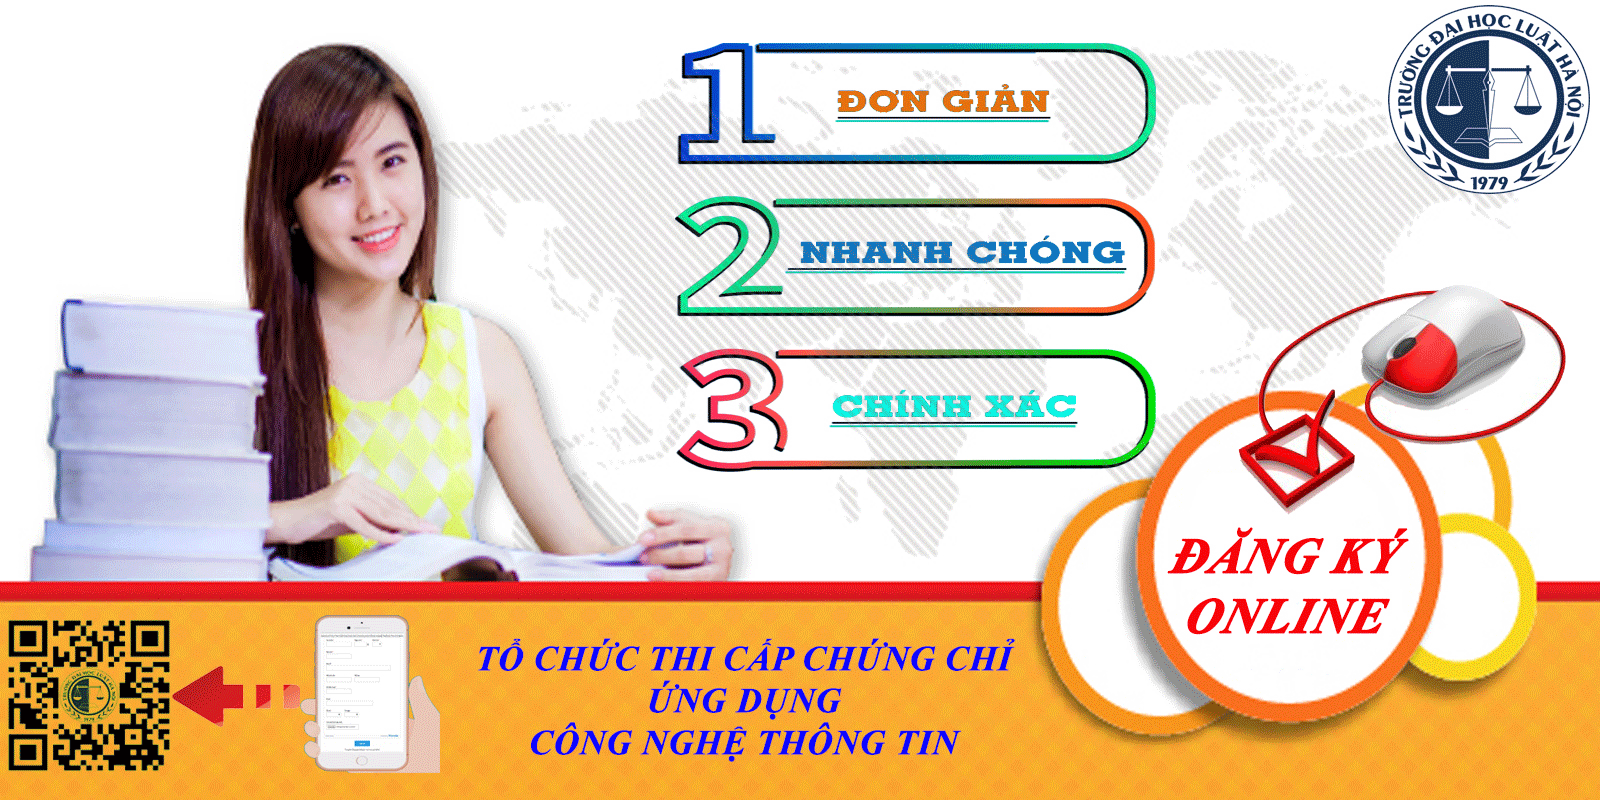 1
ĐƠN GIẢN
2
NHANH CHÓNG
3
CHÍNH XÁC
TRƯỜNG ĐẠI HỌC LUẬT HÀ NỘI
1979
ĐĂNG KÝ
ONLINE
TỔ CHỨC THI CẤP CHỨNG CHỈ
ỨNG DỤNG
CÔNG NGHỆ THÔNG TIN